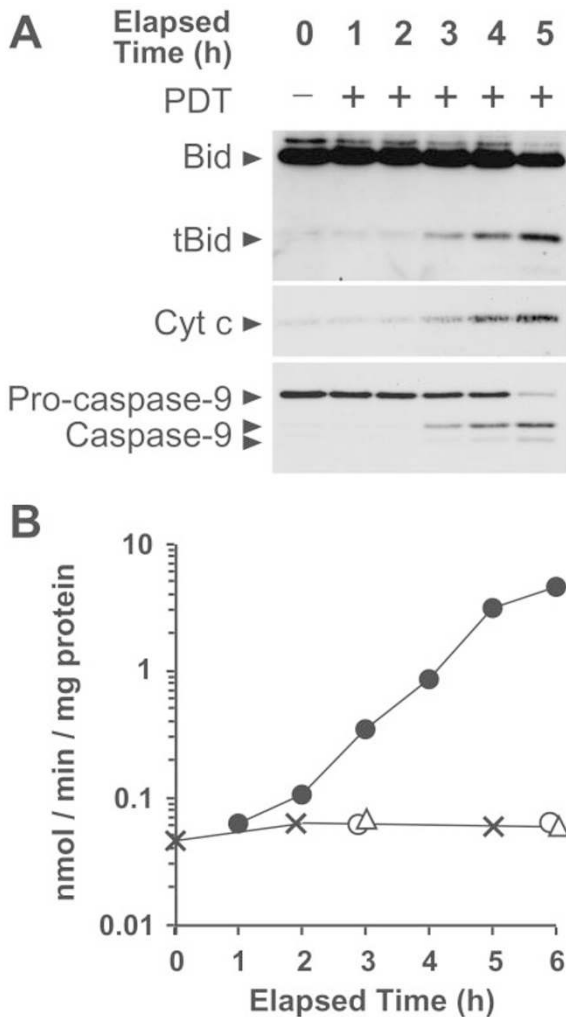 A
Elapsed
Time (h)
0 1 2 3 4 5
PDT
– + + + + +
Bid ►
tBid ►
Cyt c ►
Pro-caspase-9 ►
Caspase-9 ►
►
B
nmol / min / mg protein
10
1
0.1
0.01
0 1 2 3 4 5 6
Elapsed Time (h)